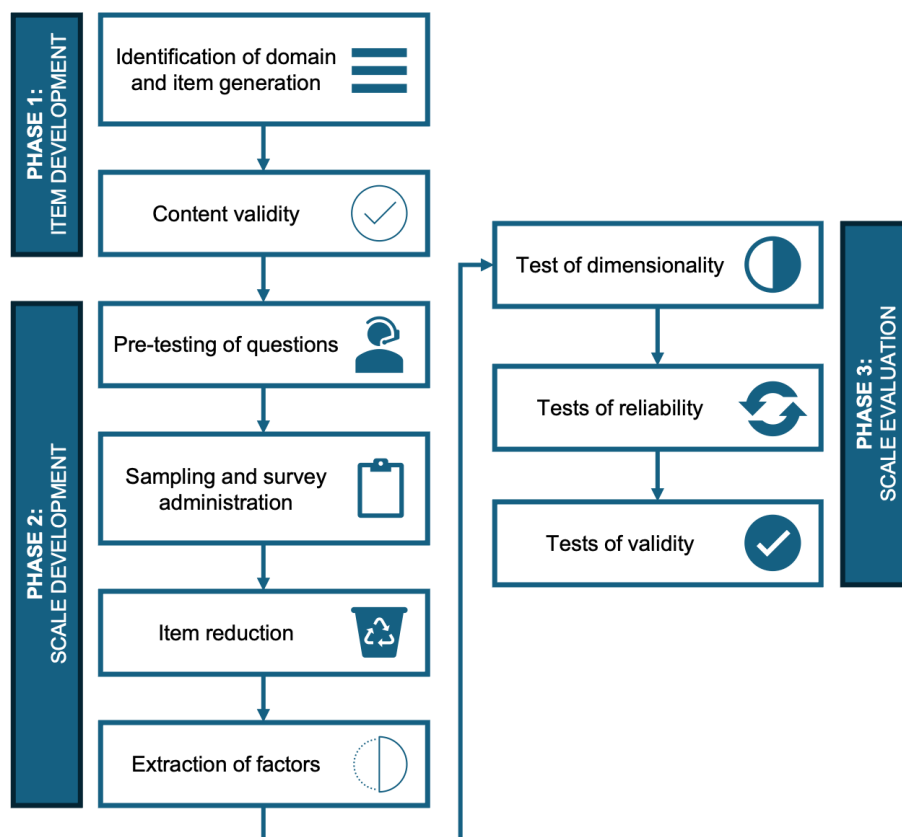 PHASE 1:
ITEM DEVELOPMENT
Identification of domain
and item generation
Content validity
PHASE 2:
SCALE DEVELOPMENT
Pre-testing of questions
Sampling and survey
administration
Item reduction
Extraction of factors
Test of dimensionality
Tests of reliability
Tests of validity
PHASE 3:
SCALE EVALUATION